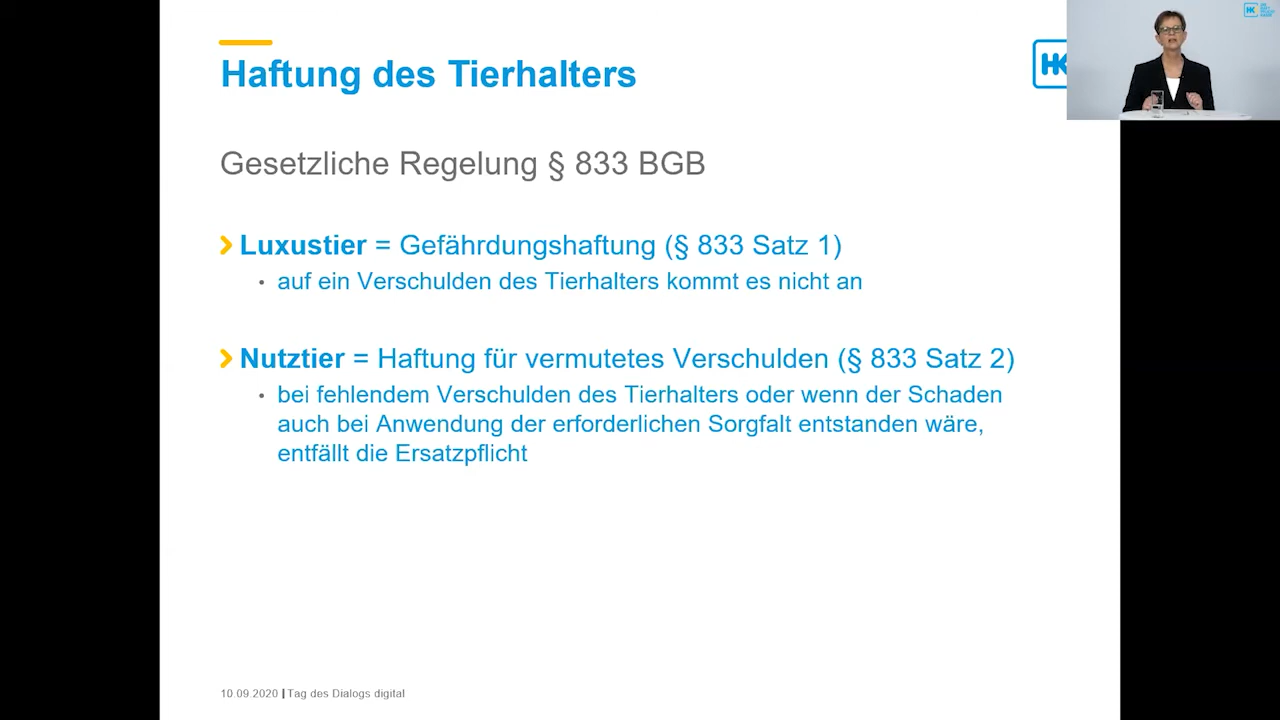 Haftung des Tierhalters
HK
HK
Gesetzliche Regelung § 833 BGB
Luxustier = Gefährdungshaftung (§ 833 Satz 1)
• auf ein Verschulden des Tierhalters kommt es nicht an
Nutztier = Haftung für vermutetes Verschulden (§ 833 Satz 2)
• bei fehlendem Verschulden des Tierhalters oder wenn der Schaden
auch bei Anwendung der erforderlichen Sorgfalt entstanden wäre,
entfällt die Ersatzpflicht
10.09.2020 | Tag des Dialogs digital